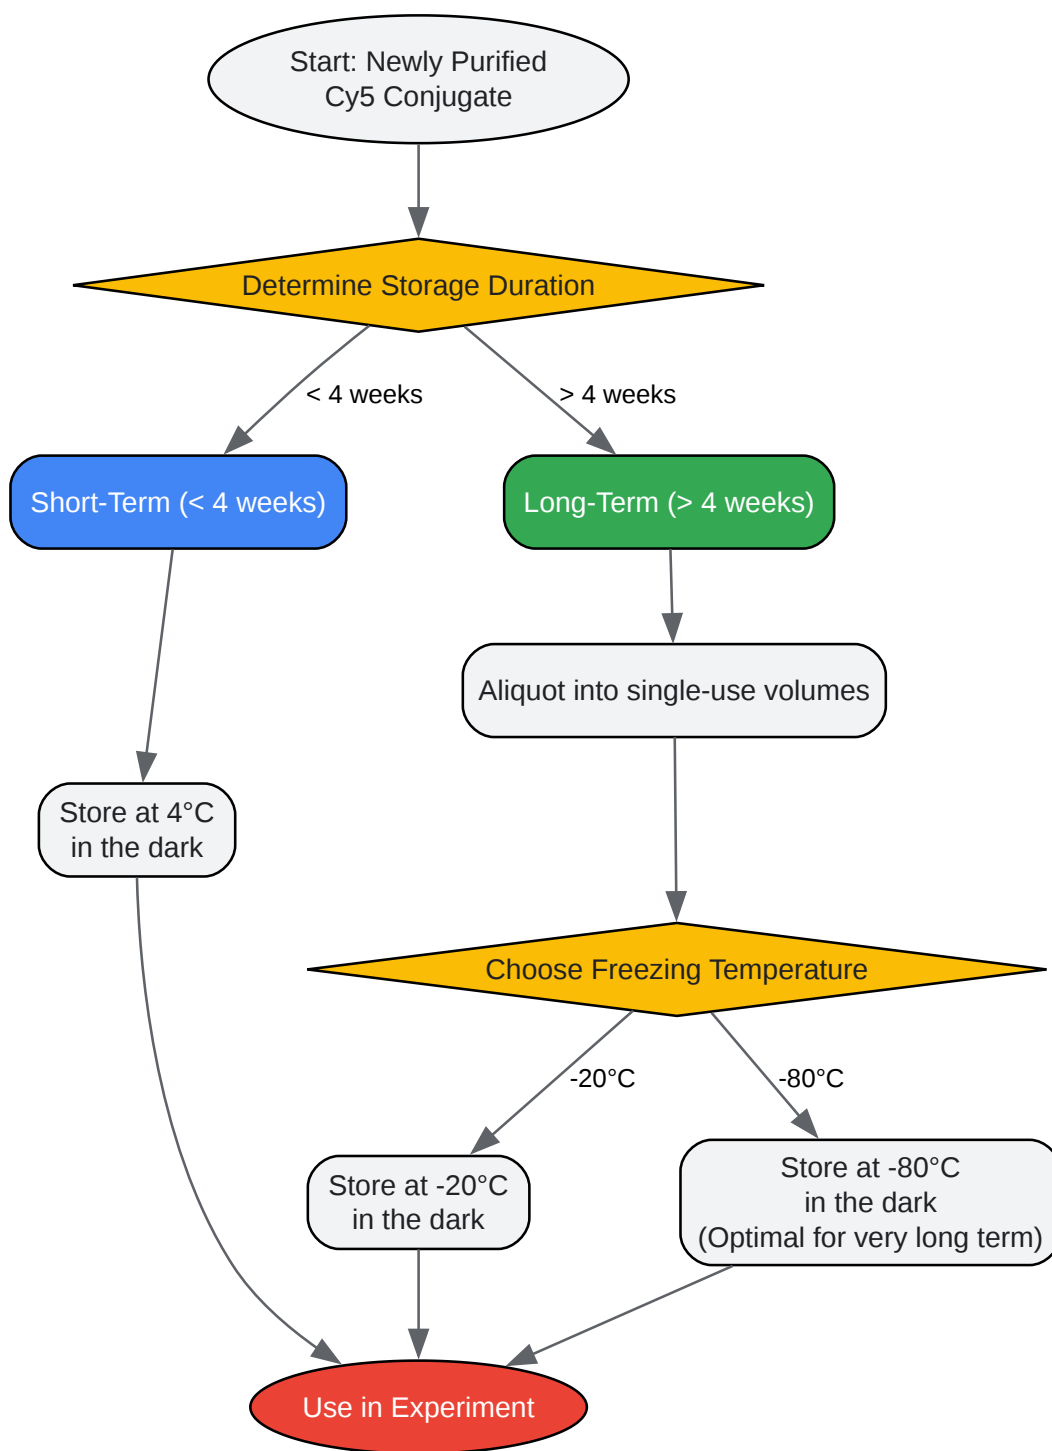 Start: Newly Purified
Cy5 Conjugate
Determine Storage Duration
< 4 weeks
> 4 weeks
Short-Term (< 4 weeks)
Long-Term (> 4 weeks)
Aliquot into single-use volumes
Store at 4°C
in the dark
Choose Freezing Temperature
-20°C
-80°C
Store at -20°C
in the dark
Store at -80°C
in the dark
(Optimal for very long term)
Use in Experiment